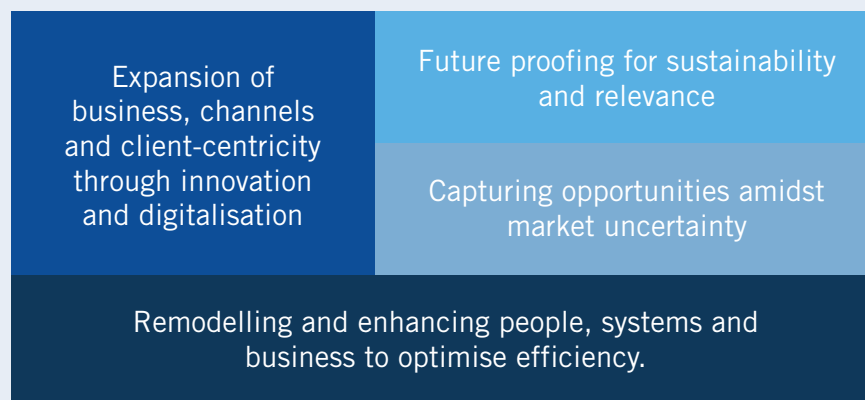 Expansion of
business, channels
and client-centricity
through innovation
and digitalisation
Future proofing for sustainability
and relevance
Capturing opportunities amidst
market uncertainty
Remodelling and enhancing people, systems and
business to optimise efficiency.